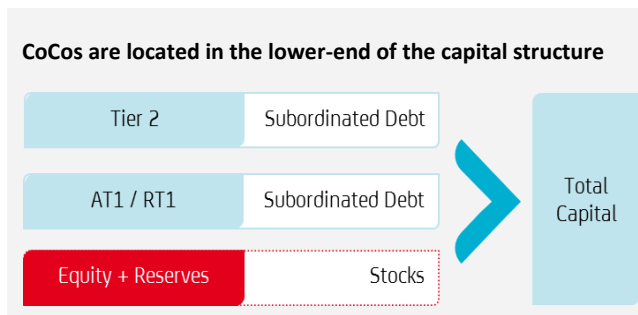 CoCos are located in the lower-end of the capital structure
Tier 2 Subordinated Debt
AT1 / RT1 Subordinated Debt
Equity + Reserves Stocks
Total
Capital